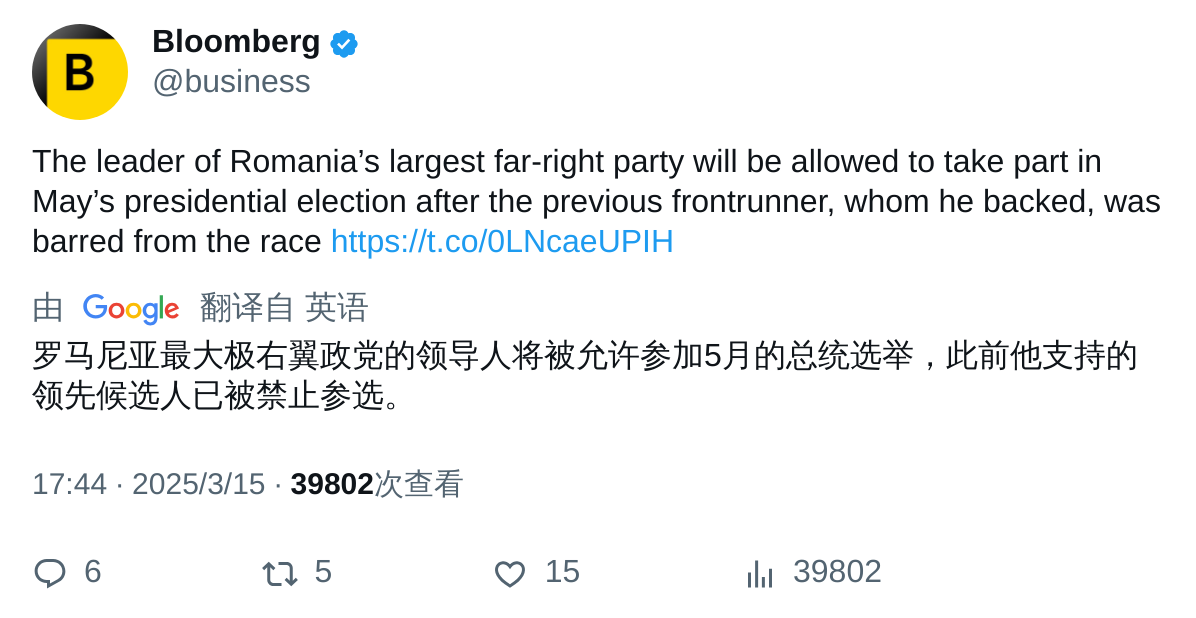 B
Bloomberg
@business
The leader of Romania’s largest far-right party will be allowed to take part in
May’s presidential election after the previous frontrunner, whom he backed, was
barred from the race https://t.co/0LNcaeUPIH
由 Google 翻译自 英语
罗马尼亚最大极右翼政党的领导人将被允许参加5月的总统选举，此前他支持的
领先候选人已被禁止参选。
17:44 · 2025/3/15 · 39802次查看
6 5 15 39802